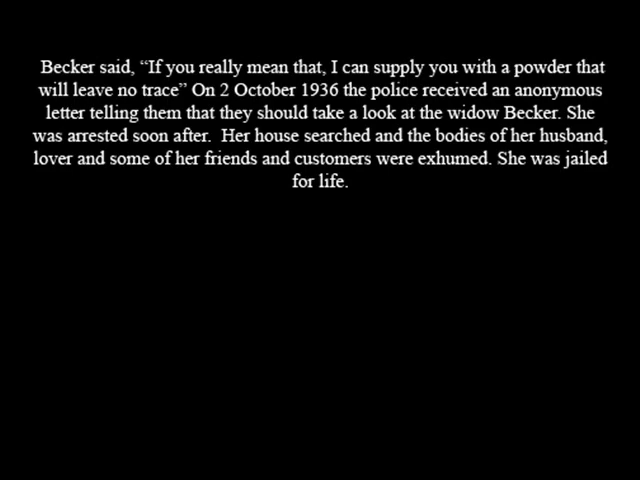 Becker said, “If you really mean that, I can supply you with a powder that
will leave no trace” On 2 October 1936 the police received an anonymous
letter telling them that they should take a look at the widow Becker. She
was arrested soon after.  Her house searched and the bodies of her husband,
lover and some of her friends and customers were exhumed. She was jailed
for life.